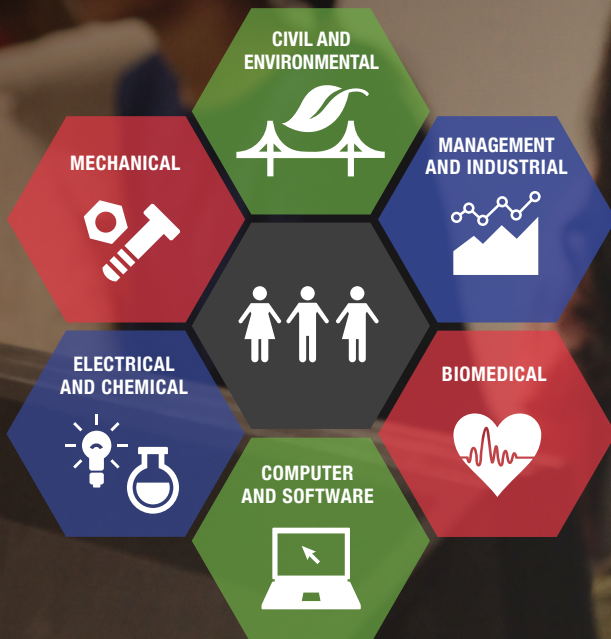 CIVIL AND
ENVIRONMENTAL
MANAGEMENT
AND INDUSTRIAL
MECHANICAL
ELECTRICAL
AND CHEMICAL
BIOMEDICAL
COMPUTER
AND SOFTWARE